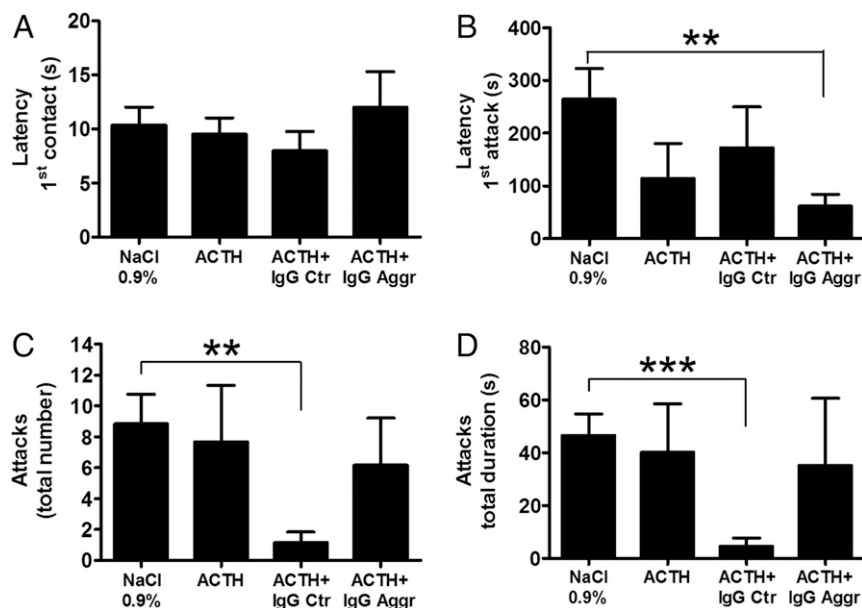 A
Latency
1st contact (s)
20
15
10
5
0
NaCl
0.9%
ACTH
ACTH+
IgG Ctr
ACTH+
IgG Aggr
B
Latency
1st attack (s)
400
300
200
100
0
**
NaCl
0.9%
ACTH
ACTH+
IgG Ctr
ACTH+
IgG Aggr
C
Attacks
(total number)
14
12
10
8
6
4
2
0
**
NaCl
0.9%
ACTH
ACTH+
IgG Ctr
ACTH+
IgG Aggr
D
Attacks
total duration (s)
80
60
40
20
0
***
NaCl
0.9%
ACTH
ACTH+
IgG Ctr
ACTH+
IgG Aggr